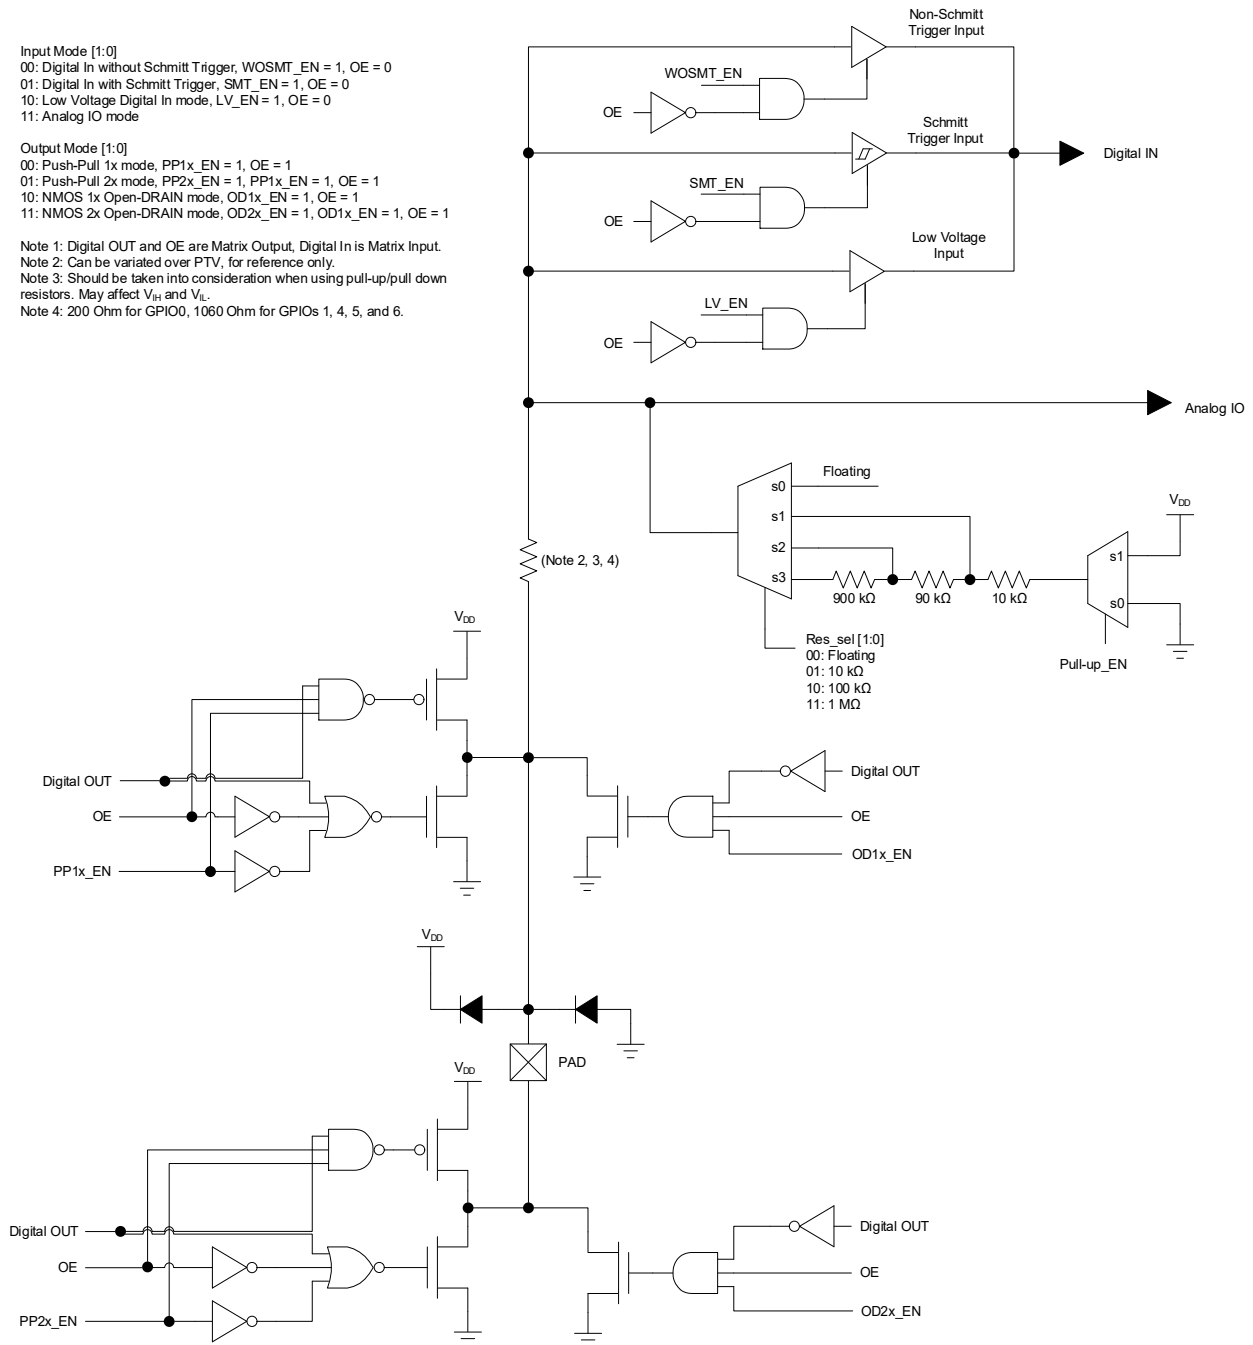 Input Mode [1:0]
00: Digital In without Schmitt Trigger, WOSMT_EN = 1, OE = 0
01: Digital In with Schmitt Trigger, SMT_EN = 1, OE = 0
10: Low Voltage Digital In mode, LV_EN = 1, OE = 0
11: Analog IO mode
Output Mode [1:0]
00: Push-Pull 1x mode, PP1x_EN = 1, OE = 1
01: Push-Pull 2x mode, PP2x_EN = 1, PP1x_EN = 1, OE = 1
10: NMOS 1x Open-DRAIN mode, OD1x_EN = 1, OE = 1
11: NMOS 2x Open-DRAIN mode, OD2x_EN = 1, OD1x_EN = 1, OE = 1
Note 1: Digital OUT and OE are Matrix Output, Digital In is Matrix Input.
Note 2: Can be variated over PTV, for reference only.
Note 3: Should be taken into consideration when using pull-up/pull down
resistors. May affect VIH and VIL.
Note 4: 200 Ohm for GPIO0, 1060 Ohm for GPIOs 1, 4, 5, and 6.
Non-Schmitt
Trigger Input
WOSMT_EN
OE
Schmitt
Trigger Input
Digital IN
SMT_EN
OE
Low Voltage
Input
LV_EN
OE
Analog IO
Floating
s0
s1
s2
s3
900 kΩ
90 kΩ
10 kΩ
VDD
s1
s0
Pull-up_EN
Res_sel [1:0]
00: Floating
01: 10 kΩ
10: 100 kΩ
11: 1 MΩ
(Note 2, 3, 4)
VDD
Digital OUT
OE
PP1x_EN
Digital OUT
OE
OD1x_EN
VDD
PAD
VDD
Digital OUT
OE
PP2x_EN
Digital OUT
OE
OD2x_EN